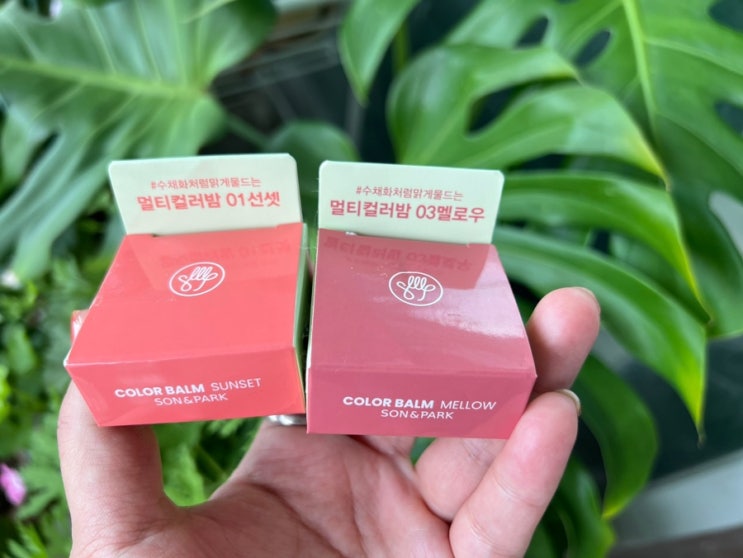 #수채화처럼맑게물드는
멀티컬러밤 01선셋
COLOR BALM SUNSET
SON&PARK
#수채화처럼맑게물드는
멀티컬러밤 03멜로우
COLOR BALM MELLOW
SON&PARK